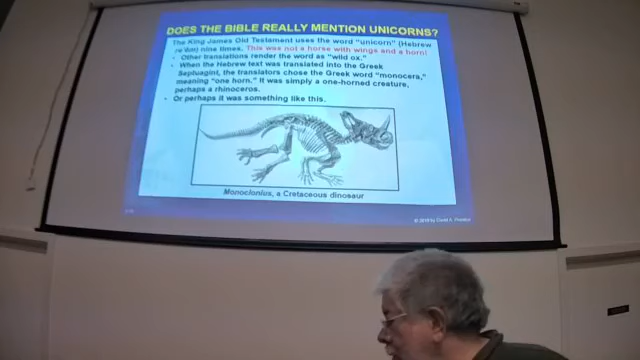 DOES THE BIBLE REALLY MENTION UNICORNS?
The King James Old Testament uses the word "unicorn" (Hebrew
re'em) nine times. This was not a horse with wings and a horn!
• Other translations render the word as "wild ox."
• When the Hebrew text was translated into the Greek
Septuagint, the translators chose the Greek word "monocera,"
meaning "one horn." It was simply a one-horned creature,
perhaps a rhinoceros.
• Or perhaps it was something like this.
Monoclonius, a Cretaceous dinosaur
by David A. Prentice